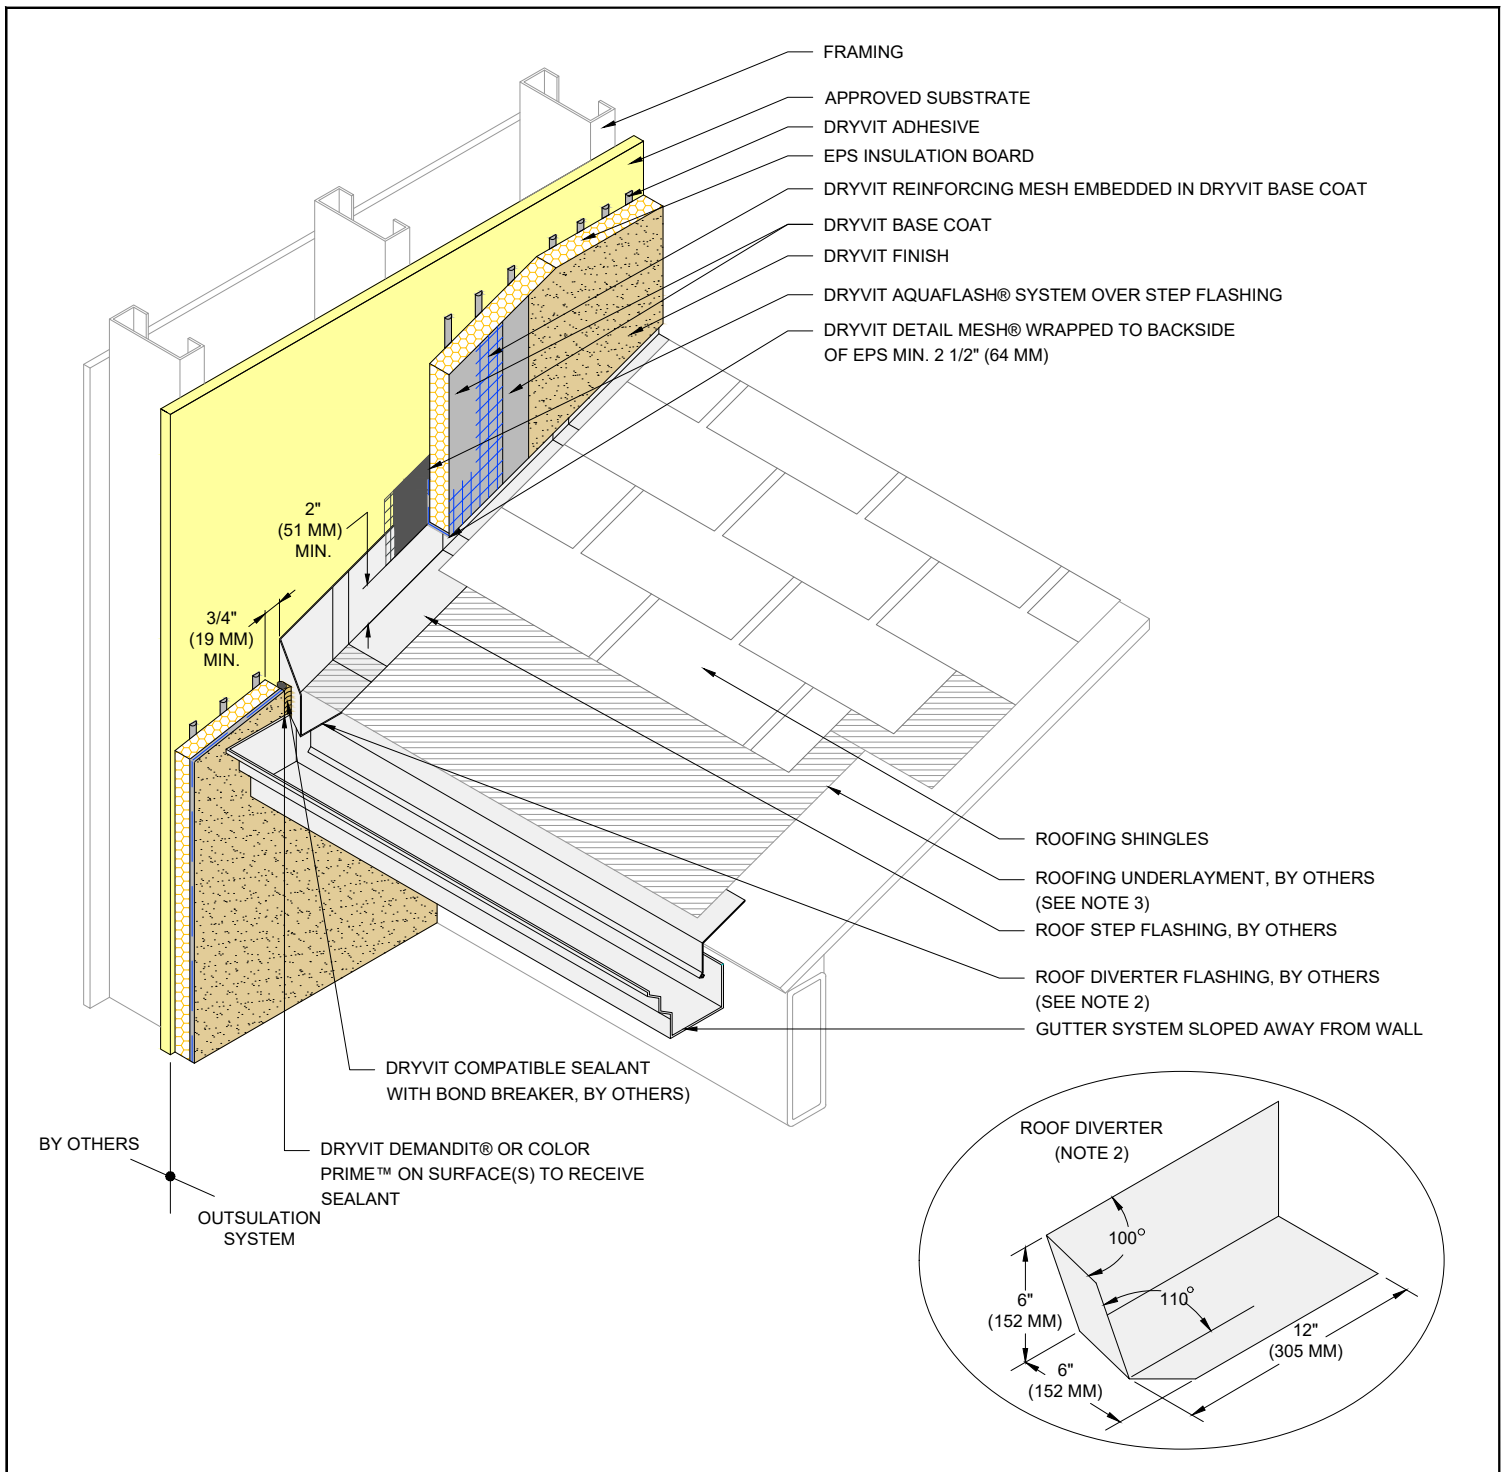 FRAMING
APPROVED SUBSTRATE
DRYVIT ADHESIVE
EPS INSULATION BOARD
DRYVIT REINFORCING MESH EMBEDDED IN DRYVIT BASE COAT
DRYVIT BASE COAT
DRYVIT FINISH
DRYVIT AQUAFLASH® SYSTEM OVER STEP FLASHING
DRYVIT DETAIL MESH® WRAPPED TO BACKSIDE
OF EPS MIN. 2 1/2" (64 MM)
2"
(51 MM)
MIN.
3/4"
(19 MM)
MIN.
ROOFING SHINGLES
ROOFING UNDERLAYMENT, BY OTHERS
(SEE NOTE 3)
ROOF STEP FLASHING, BY OTHERS
ROOF DIVERTER FLASHING, BY OTHERS
(SEE NOTE 2)
GUTTER SYSTEM SLOPED AWAY FROM WALL
DRYVIT COMPATIBLE SEALANT
WITH BOND BREAKER, BY OTHERS)
DRYVIT DEMANDIT® OR COLOR
PRIME™ ON SURFACE(S) TO RECEIVE
SEALANT
BY OTHERS
OUTSULATION
SYSTEM
ROOF DIVERTER
(NOTE 2)
100°
110°
6"
(152 MM)
6"
(152 MM)
12"
(305 MM)